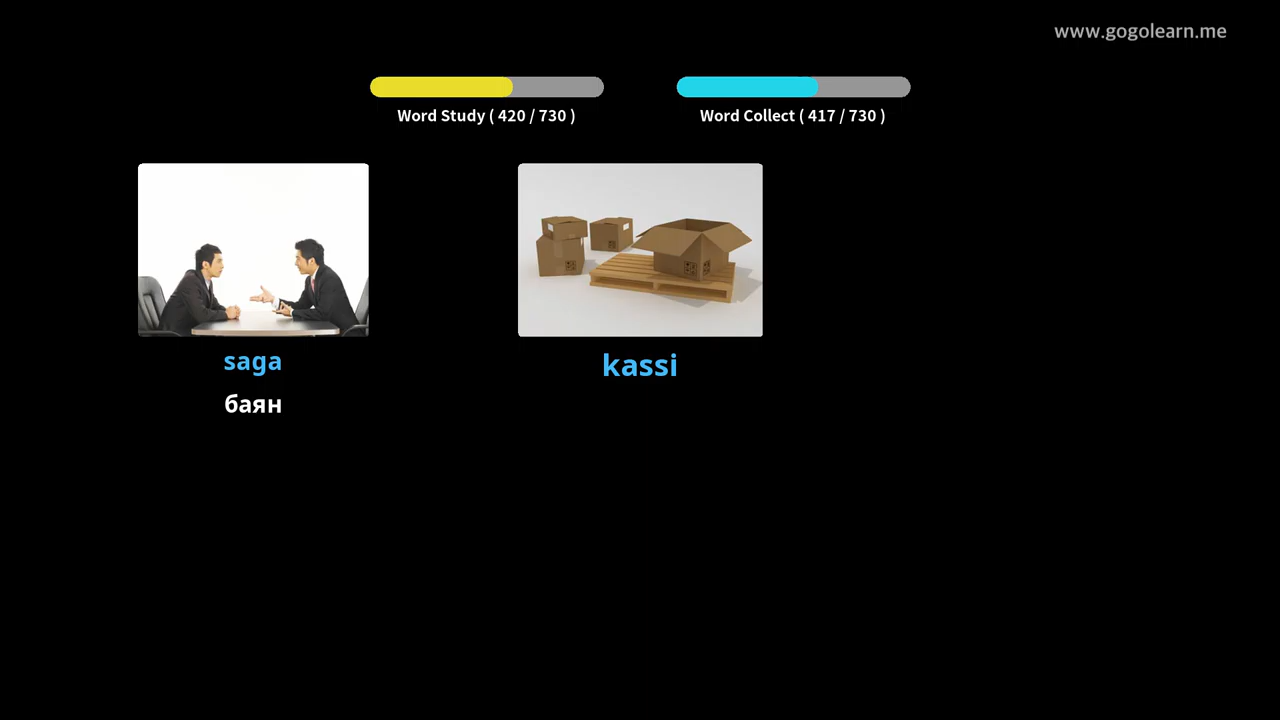 www.gogolearn.me
Word Study ( 420 / 730 )
Word Collect ( 417 / 730 )
saga
баян
kassi